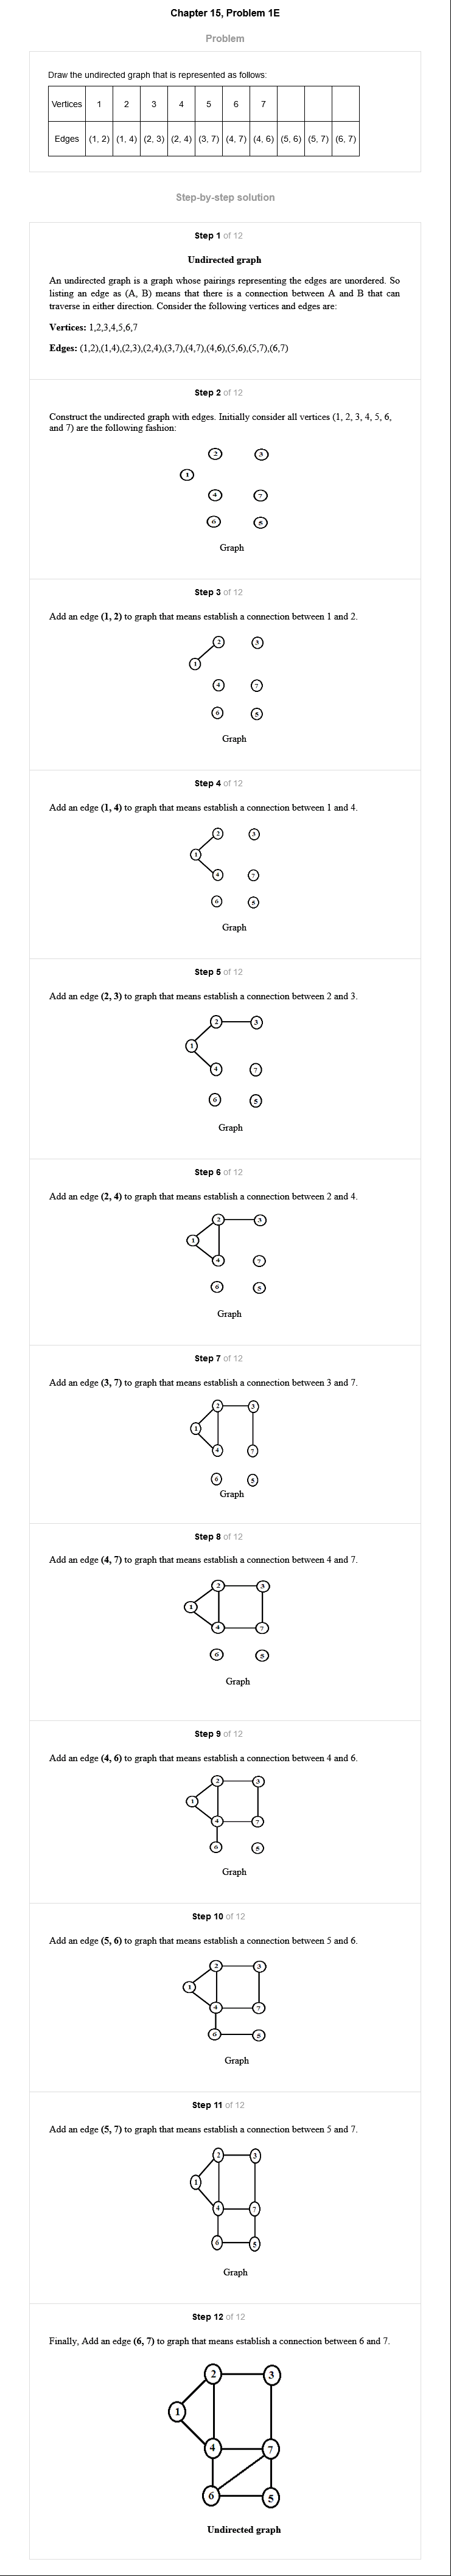 Chapter 15, Problem 1E
Problem
Draw the undirected graph that is represented as follows:
Vertices 1 2 3 4 5 6 7
Edges (1, 2) (1, 4) (2, 3) (2, 4) (3, 7) (4, 7) (4, 6) (5, 6) (5, 7) (6, 7)
Step-by-step solution
Step 1 of 12
Undirected graph
An undirected graph is a graph whose pairings representing the edges are unordered. So
listing an edge as (A, B) means that there is a connection between A and B that can
traverse in either direction. Consider the following vertices and edges are:
Vertices: 1,2,3,4,5,6,7
Edges: (1,2),(1,4),(2,3),(2,4),(3,7),(4,7),(4,6),(5,6),(5,7),(6,7)
Step 2 of 12
Construct the undirected graph with edges. Initially consider all vertices (1, 2, 3, 4, 5, 6,
and 7) are the following fashion:
2 3
1
4 7
6 5
Graph
Step 3 of 12
Add an edge (1, 2) to graph that means establish a connection between 1 and 2.
2 3
1
4 7
6 5
Graph
Step 4 of 12
Add an edge (1, 4) to graph that means establish a connection between 1 and 4.
2 3
1
4 7
6 5
Graph
Step 5 of 12
Add an edge (2, 3) to graph that means establish a connection between 2 and 3.
2 3
1
4 7
6 5
Graph
Step 6 of 12
Add an edge (2, 4) to graph that means establish a connection between 2 and 4.
2 3
1
4 7
6 5
Graph
Step 7 of 12
Add an edge (3, 7) to graph that means establish a connection between 3 and 7.
2 3
1
4 7
6 5
Graph
Step 8 of 12
Add an edge (4, 7) to graph that means establish a connection between 4 and 7.
2 3
1
4 7
6 5
Graph
Step 9 of 12
Add an edge (4, 6) to graph that means establish a connection between 4 and 6.
2 3
1
4 7
6 5
Graph
Step 10 of 12
Add an edge (5, 6) to graph that means establish a connection between 5 and 6.
2 3
1
4 7
6 5
Graph
Step 11 of 12
Add an edge (5, 7) to graph that means establish a connection between 5 and 7.
2 3
1
4 7
6 5
Graph
Step 12 of 12
Finally, Add an edge (6, 7) to graph that means establish a connection between 6 and 7.
2 3
1
4 7
6 5
Undirected graph